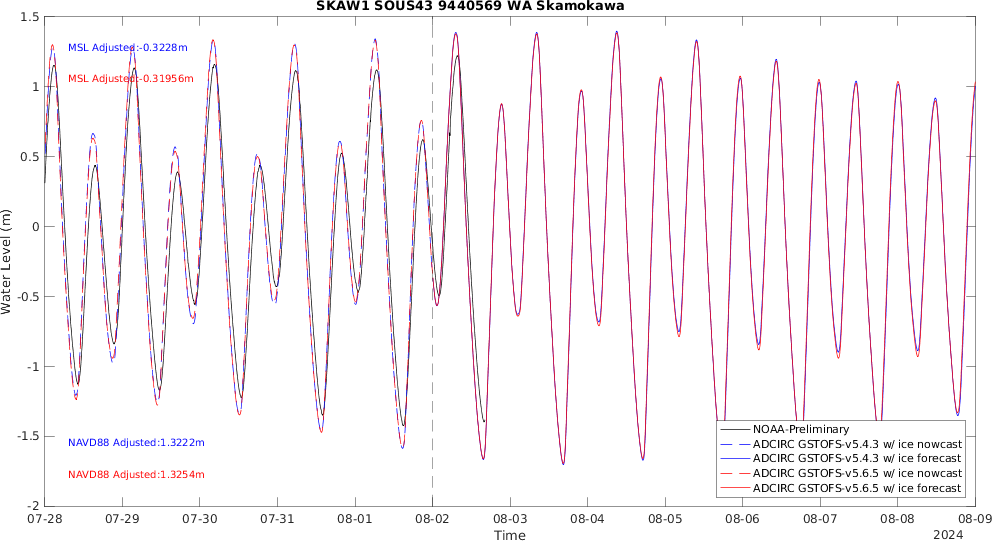 SKAW1 SOUS43 9440569 WA Skamokawa
1.5
1
0.5
0
-0.5
-1
-1.5
-2
Water Level (m)
MSL Adjusted:-0.3228m
MSL Adjusted:-0.31956m
NAVD88 Adjusted:1.3222m
NAVD88 Adjusted:1.3254m
NOAA-Preliminary
ADCIRC GSTOFS-v5.4.3 w/ ice nowcast
ADCIRC GSTOFS-v5.4.3 w/ ice forecast
ADCIRC GSTOFS-v5.6.5 w/ ice nowcast
ADCIRC GSTOFS-v5.6.5 w/ ice forecast
07-28 07-29 07-30 07-31 08-01 08-02 08-03 08-04 08-05 08-06 08-07 08-08 08-09
Time
2024